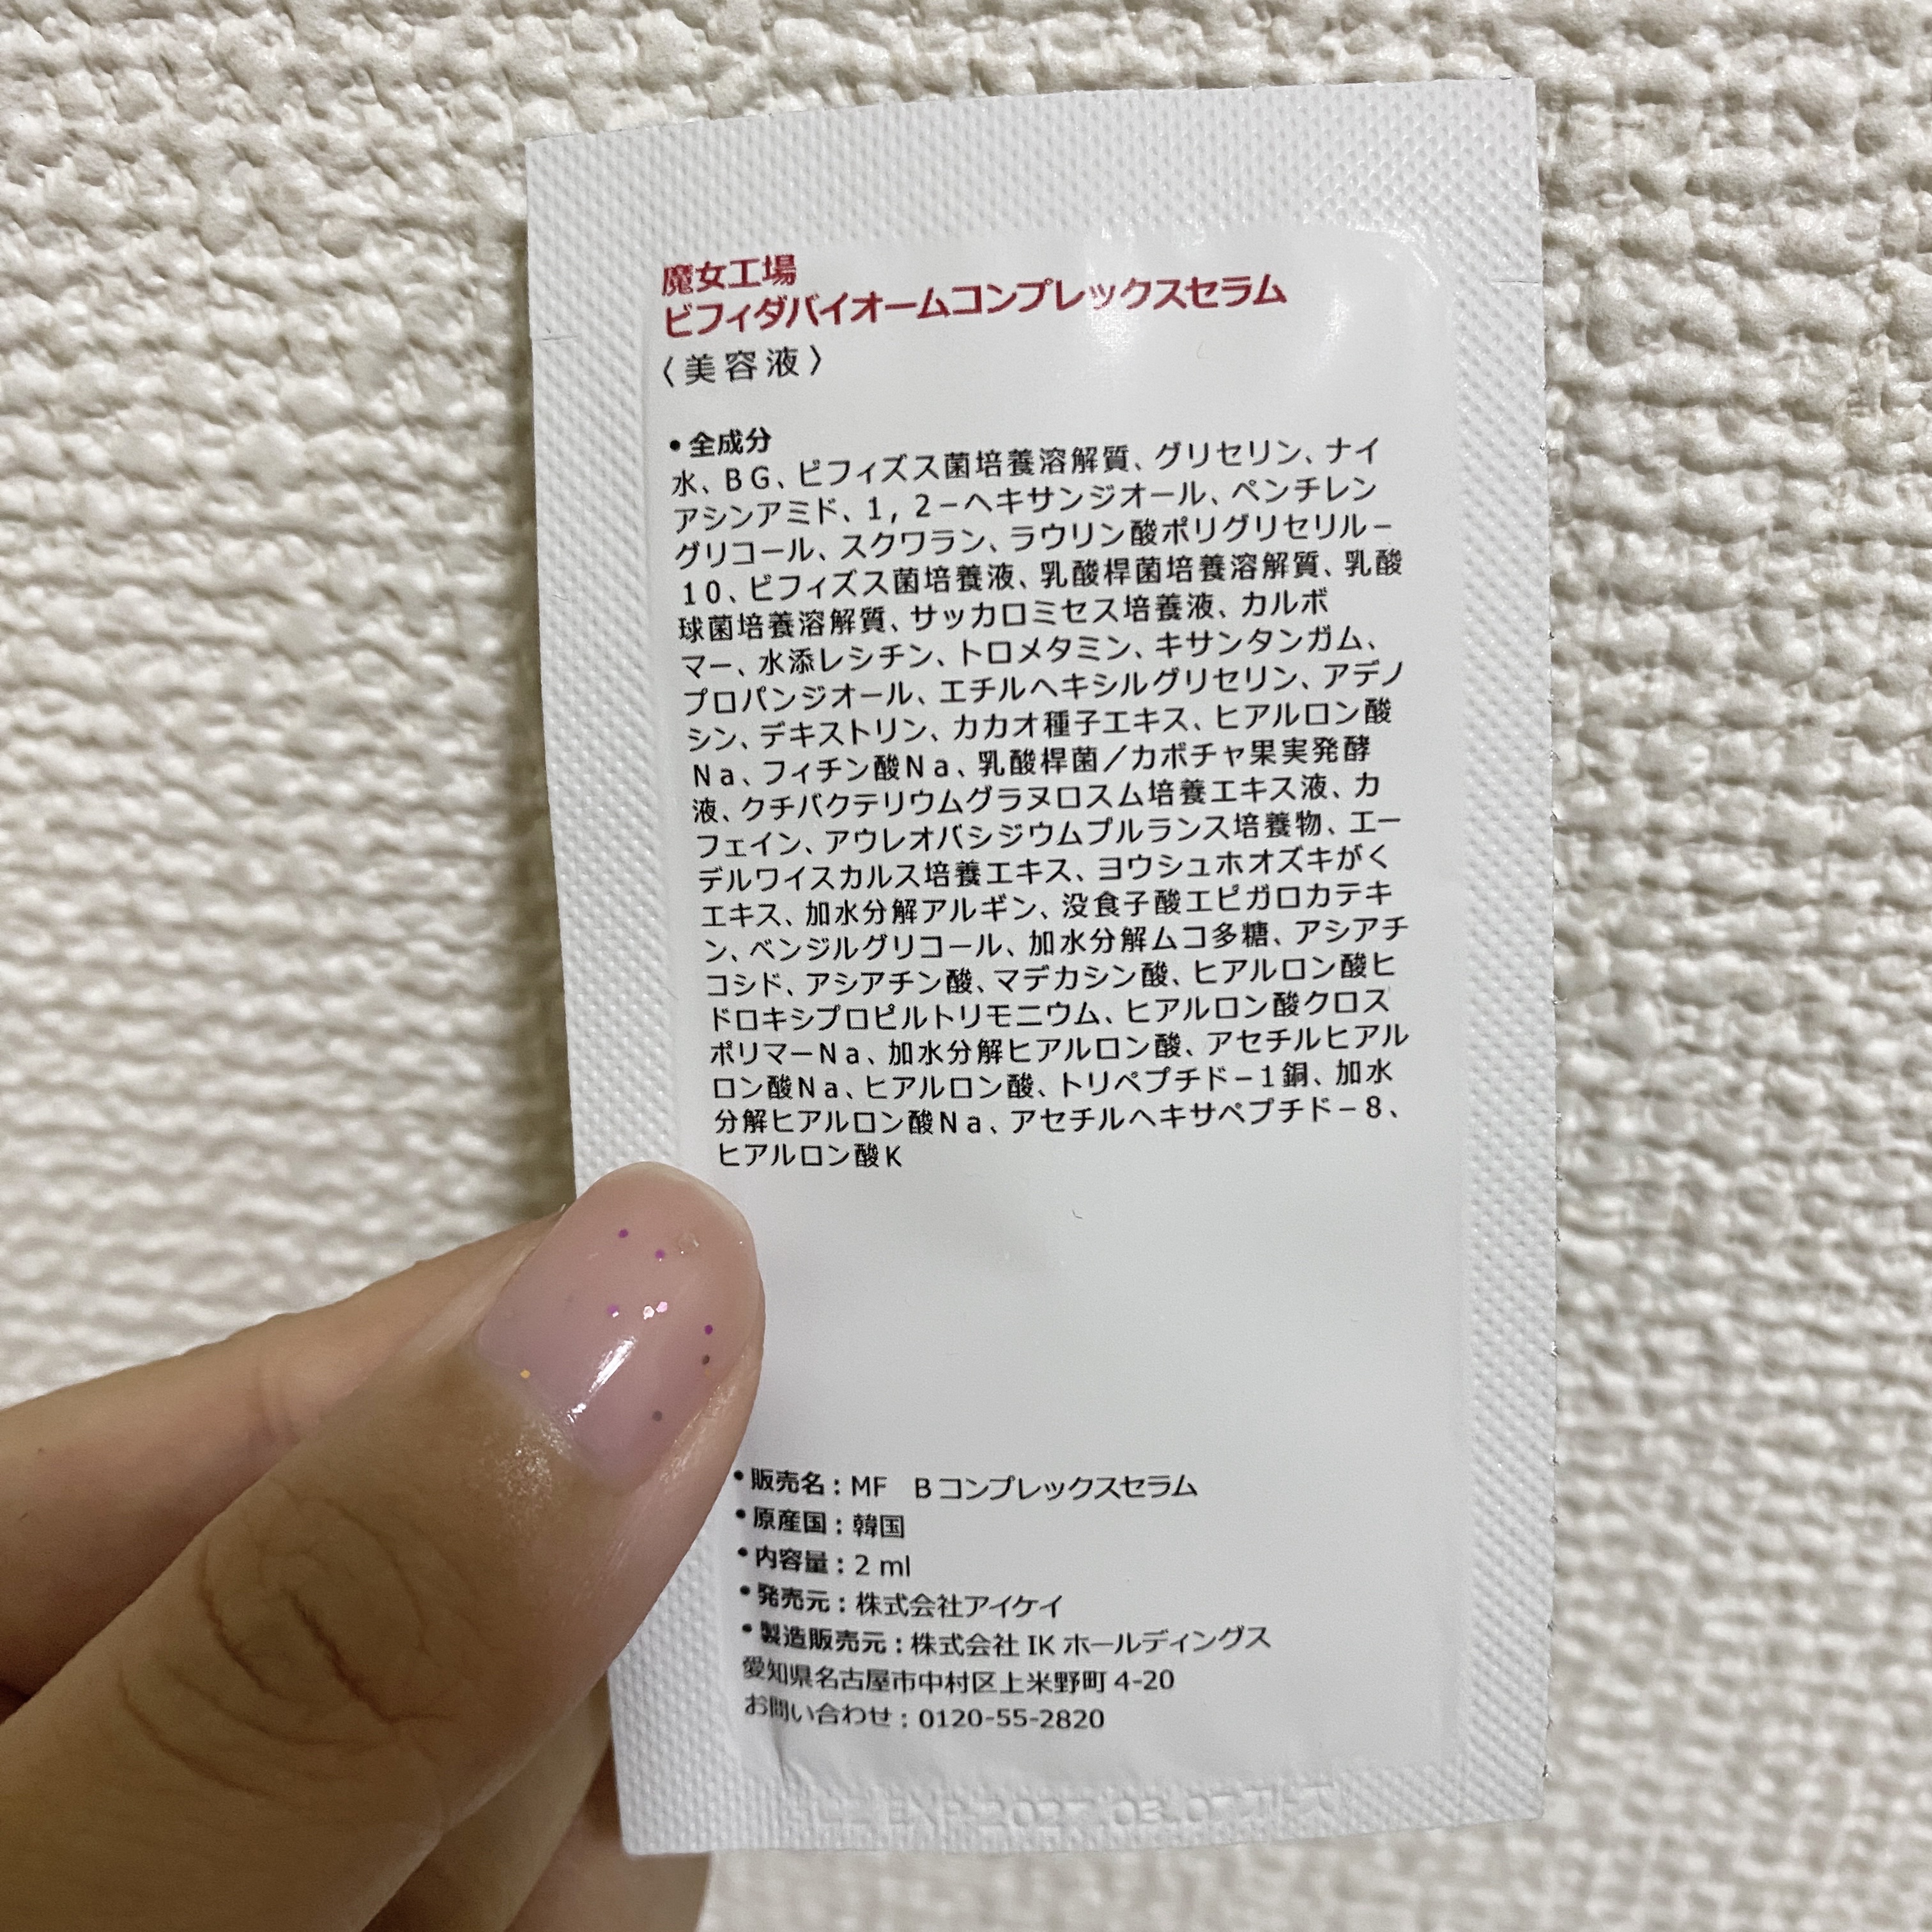 魔女工場
ビフィダバイオームコンプレックスセラム
〈美容液〉
•全成分
水、BG、ビフィズス菌培養溶解質、グリセリン、ナイ
アシンアミド、1,2−ヘキサンジオール、ペンチレン
グリコール、スクワラン、ラウリン酸ポリグリセリル−
10、ビフィズス菌培養液、乳酸桿菌培養溶解質、乳酸
球菌培養溶解質、サッカロミセス培養液、カルボ
マー、水添レシチン、トロメタミン、キサンタンガム、
プロパンジオール、エチルヘキシルグリセリン、アデノ
シン、デキストリン、カカオ種子エキス、ヒアルロン酸
Na、フィチン酸Na、乳酸桿菌／カボチャ果実発酵
液、クチバクテリウムグラヌロスム培養エキス液、カ
フェイン、アウレオバシジウムプルランス培養物、エー
デルワイスカルス培養エキス、ヨウシュホオズキがく
エキス、加水分解アルギン、没食子酸エピガロカテキ
ン、ベンジルグリコール、加水分解ムコ多糖、アシアチ
コシド、アシアチン酸、マデカシン酸、ヒアルロン酸ヒ
ドロキシプロピルトリモニウム、ヒアルロン酸クロス
ポリマーNa、加水分解ヒアルロン酸、アセチルヒアル
ロン酸Na、ヒアルロン酸、トリペプチド−1銅、加水
分解ヒアルロン酸Na、アセチルヘキサペプチド−8、
ヒアルロン酸K
•販売名：MF Bコンプレックスセラム
•原産国：韓国
•内容量：2 ml
•発売元：株式会社アイケイ
•製造販売元：株式会社 IK ホールディングス
愛知県名古屋市中村区上米野町 4-20
お問い合わせ：0120-55-2820
EXP 2027.08.07